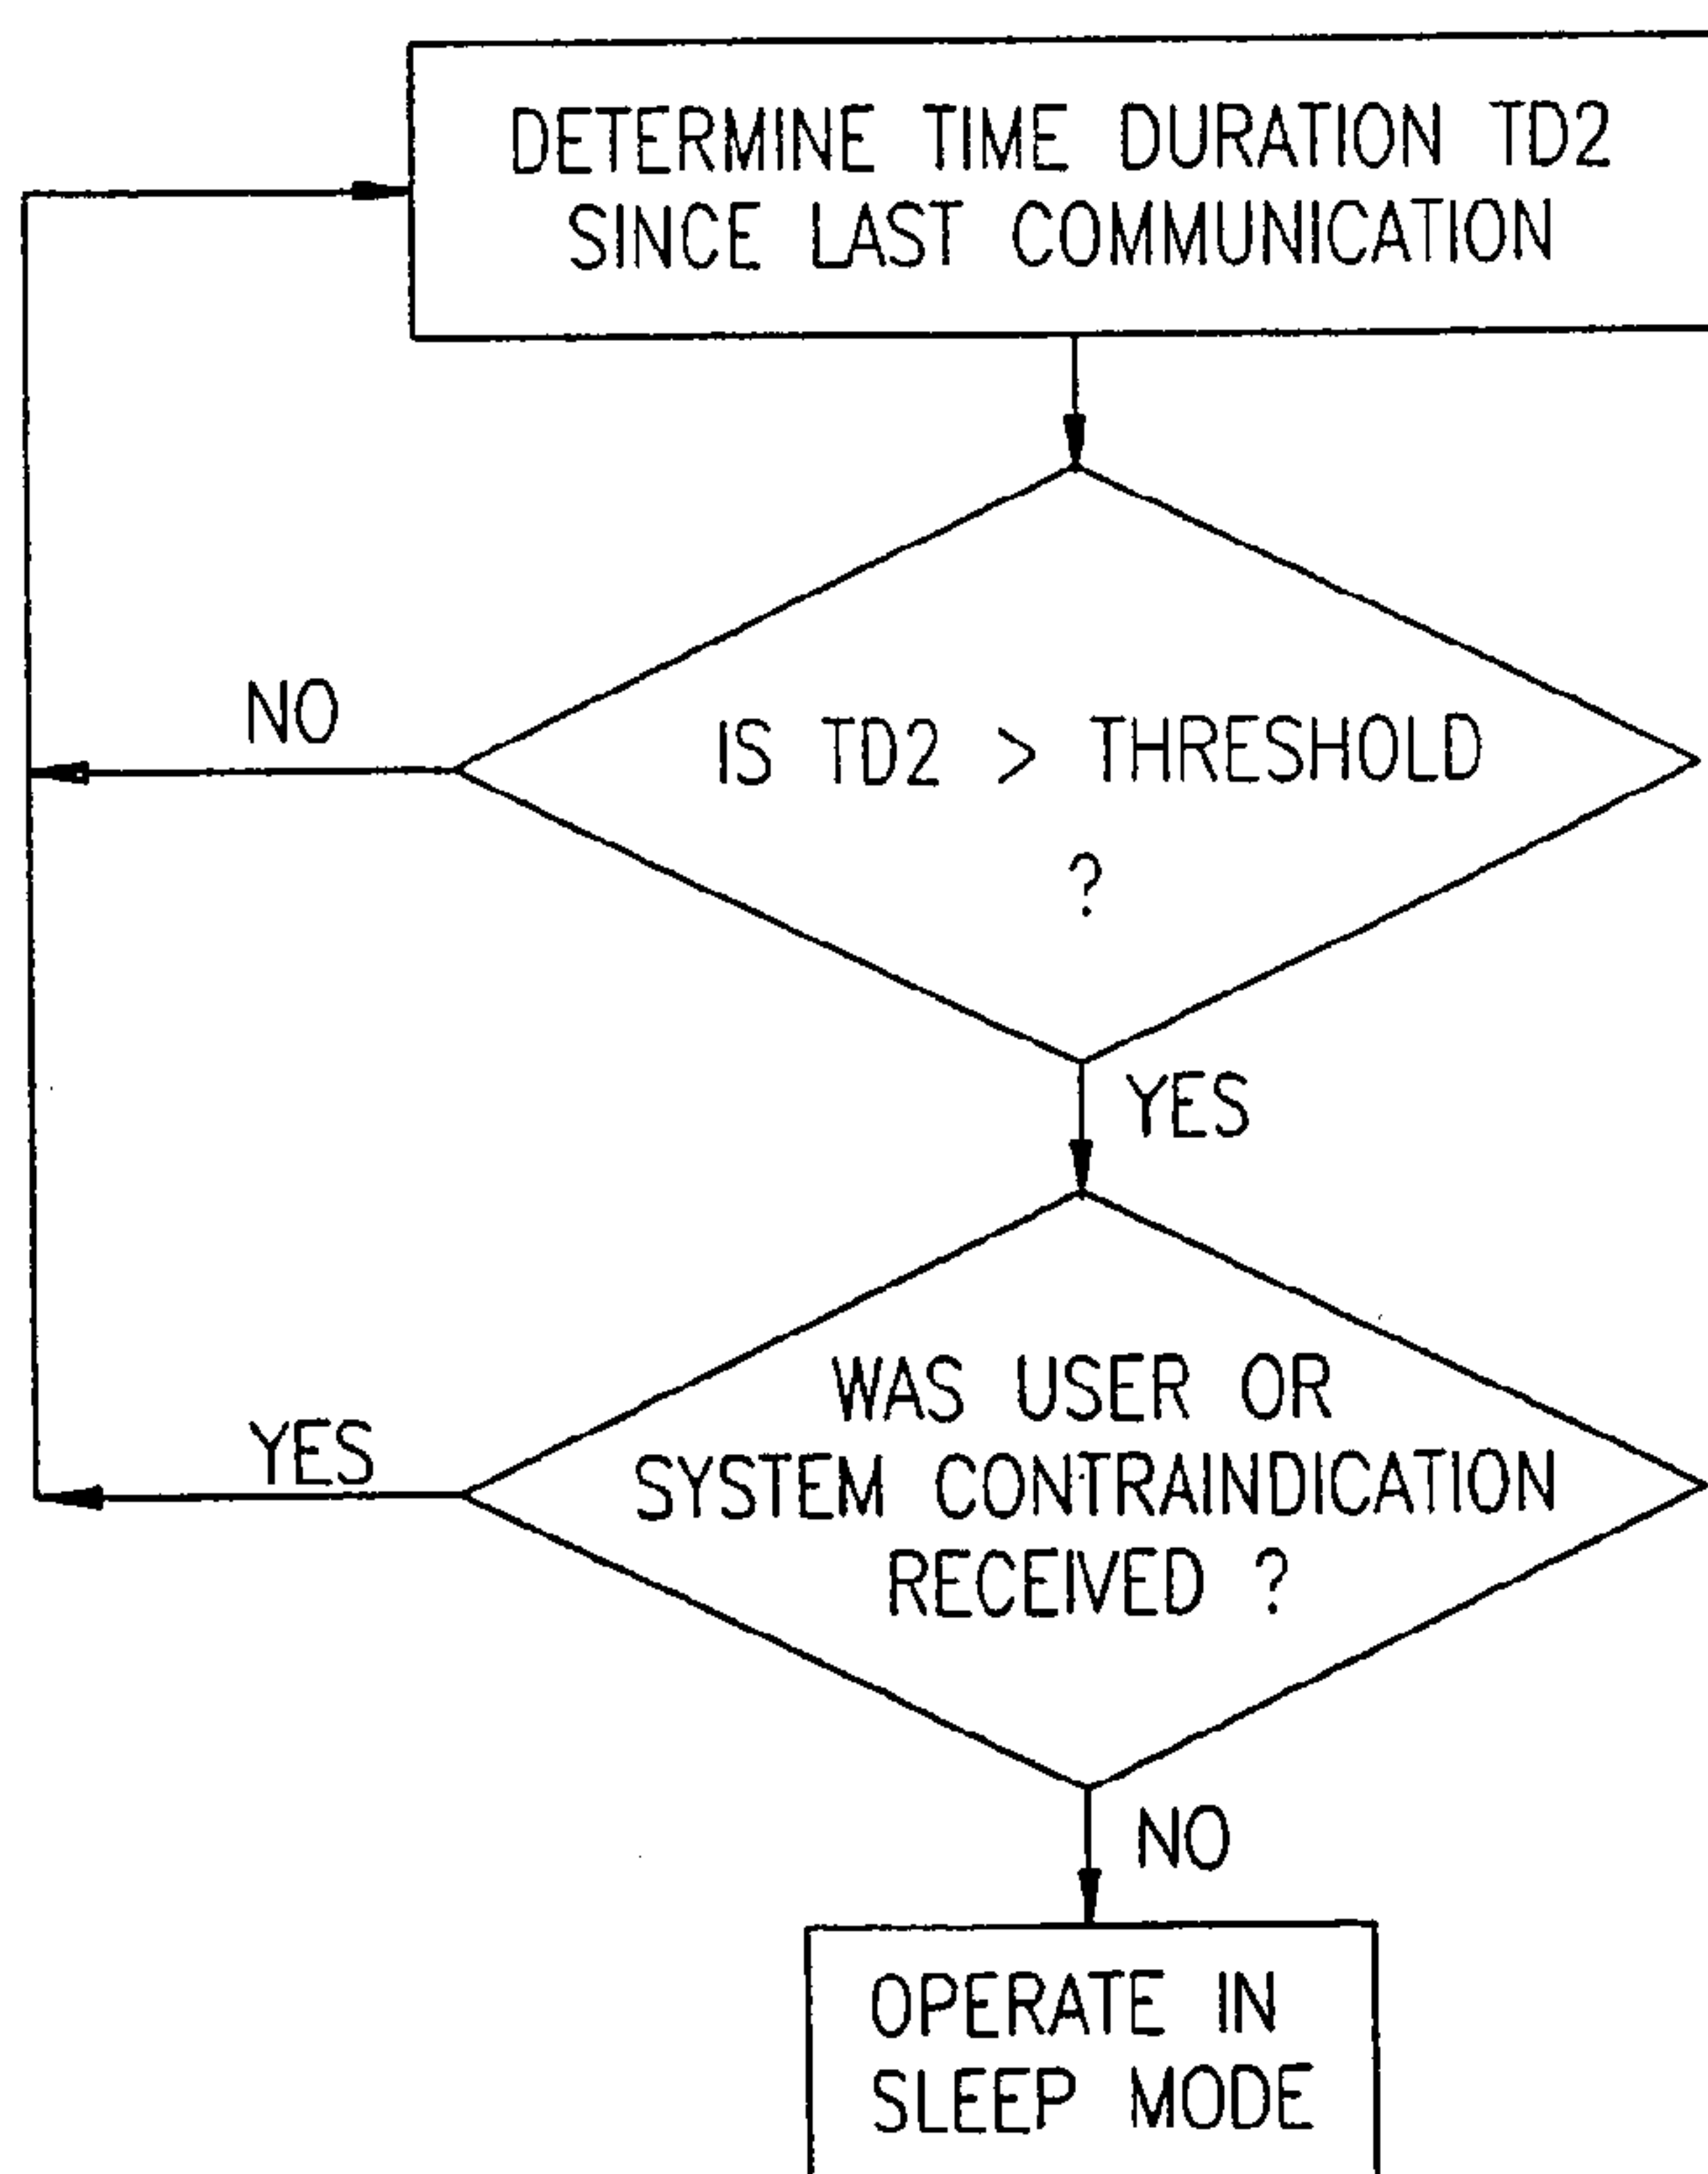 DETERMINE TIME DURATION TD2
SINCE LAST COMMUNICATION
NO
IS TD2 > THRESHOLD
?
YES
WAS USER OR
SYSTEM CONTRAINDICATION
RECEIVED ?
YES
NO
OPERATE IN
SLEEP MODE